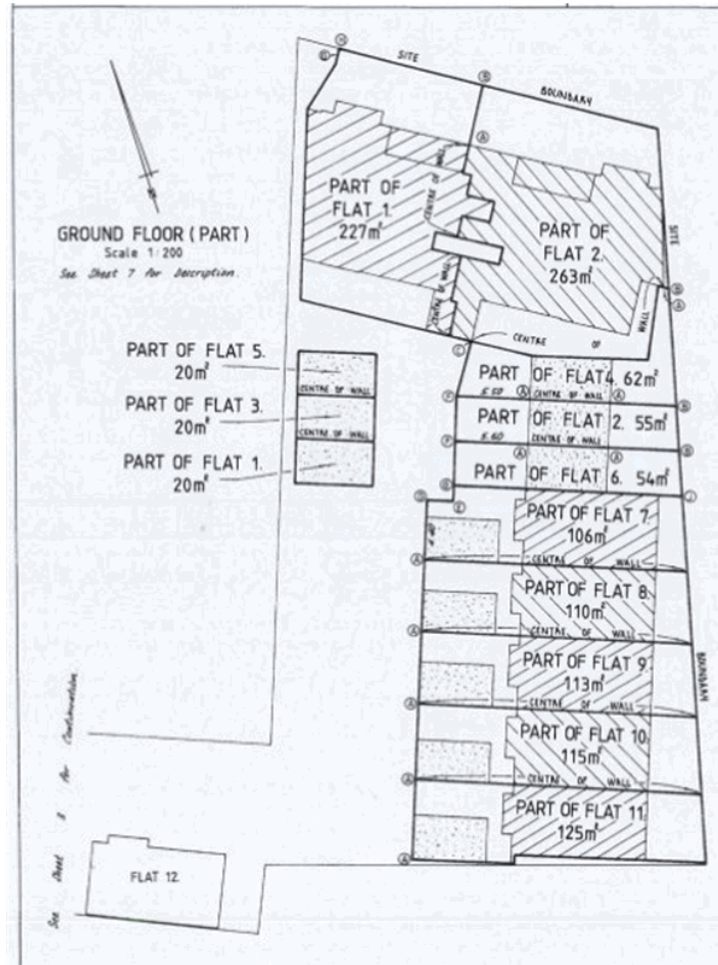 SITE
BOUNDARY
PART OF
FLAT 1.
227m²
CENTRE OF WALL
PART OF
FLAT 2.
263m²
SITE
GROUND FLOOR (PART)
Scale 1:200
See Sheet 7 for Description.
CENTRE OF WALL
CENTRE OF WALL
PART OF FLAT 5.
20m²
CENTRE OF WALL
PART OF FLAT 3.
20m²
CENTRE OF WALL
PART OF FLAT 1.
20m²
PART OF FLAT 4. 62m²
5.50
CENTRE OF WALL
PART OF FLAT 2. 55m²
5.60
CENTRE OF WALL
PART OF FLAT 6. 54m²
PART OF FLAT 7.
106m²
CENTRE OF WALL
PART OF FLAT 8.
110m²
CENTRE OF WALL
PART OF FLAT 9.
113m²
BOUNDARY
CENTRE OF WALL
PART OF FLAT 10.
115m²
CENTRE OF WALL
PART OF FLAT 11.
125m²
FLAT 12
See Sheet 8 for Continuation.